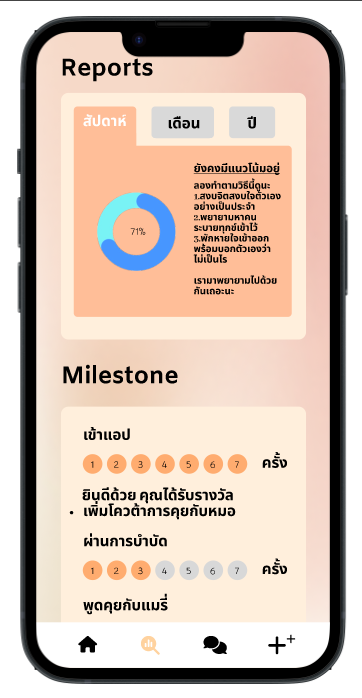 Reports
สัปดาห์ เดือน ปี
ยังคงมีแนวโน้มอยู่
ลองทำตามวิธีนี้ดูนะ
1.สงบจิตสงบใจตัวเอง
อย่างเป็นประจำ
2.พยายามหาคน
ระบายทุกข์เข้าไว้
3.พักหายใจเข้าออก
พร้อมบอกตัวเองว่า
ไม่เป็นไร
เรามาพยายามไปด้วย
กันเถอะนะ
71%
Milestone
เข้าแอป
1 2 3 4 5 6 7 ครั้ง
ยินดีด้วย คุณได้รับรางวัล
• เพิ่มโควต้าการคุยกับหมอ
ผ่านการบำบัด
1 2 3 4 5 6 7 ครั้ง
พูดคุยกับแมรี่